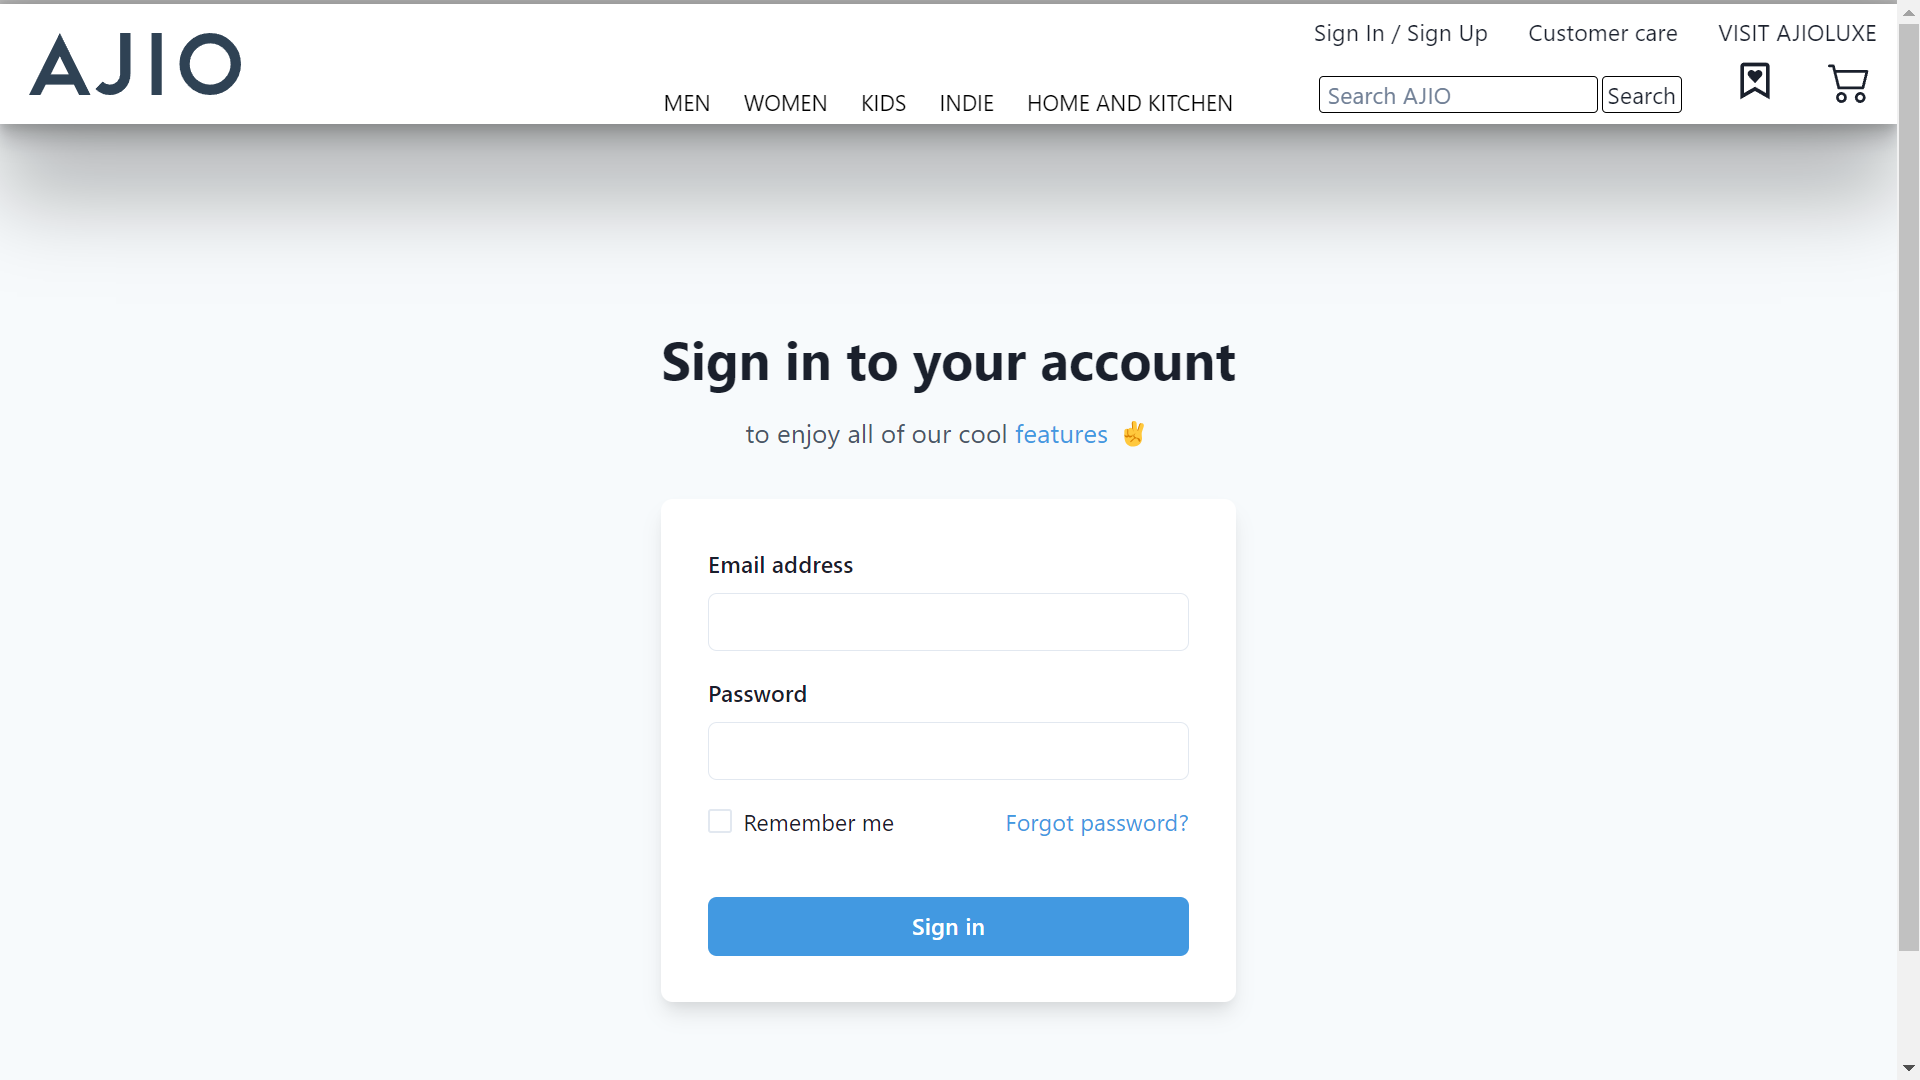 AJIO
Sign In / Sign Up Customer care VISIT AJIOLUXE
MEN WOMEN KIDS INDIE HOME AND KITCHEN
Search AJIO Search
Sign in to your account
to enjoy all of our cool features ✌️
Email address
Password
Remember me Forgot password?
Sign in